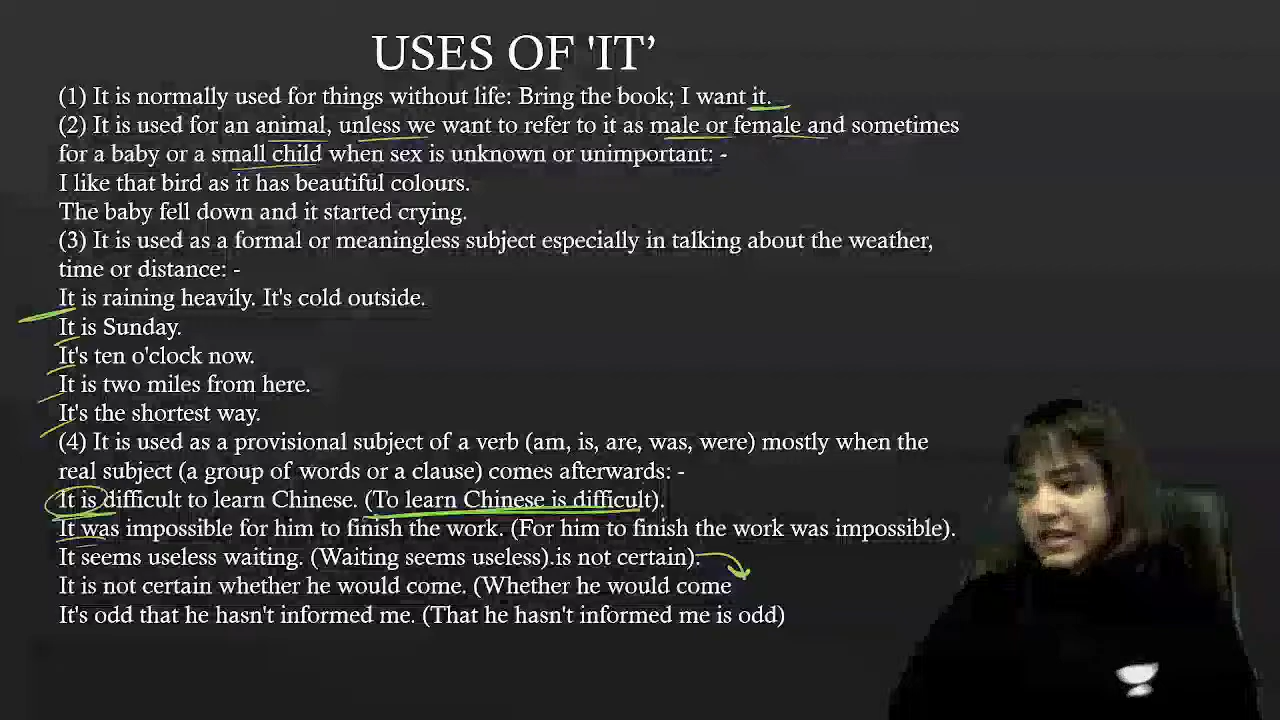 USES OF 'IT’
(1) It is normally used for things without life: Bring the book; I want it.
(2) It is used for an animal, unless we want to refer to it as male or female and sometimes
for a baby or a small child when sex is unknown or unimportant: -
I like that bird as it has beautiful colours.
The baby fell down and it started crying.
(3) It is used as a formal or meaningless subject especially in talking about the weather,
time or distance: -
It is raining heavily. It's cold outside.
It is Sunday.
It's ten o'clock now.
It is two miles from here.
It's the shortest way.
(4) It is used as a provisional subject of a verb (am, is, are, was, were) mostly when the
real subject (a group of words or a clause) comes afterwards: -
It is difficult to learn Chinese. (To learn Chinese is difficult).
It was impossible for him to finish the work. (For him to finish the work was impossible).
It seems useless waiting. (Waiting seems useless).is not certain):
It is not certain whether he would come. (Whether he would come
It's odd that he hasn't informed me. (That he hasn't informed me is odd)